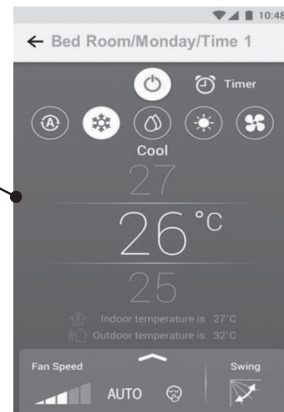 10:48
Bed Room/Monday/Time 1
Timer
A
Cool
27
26°C
25
Indoor temperature is 27°C
Outdoor temperature is 32°C
Fan Speed
Swing
AUTO